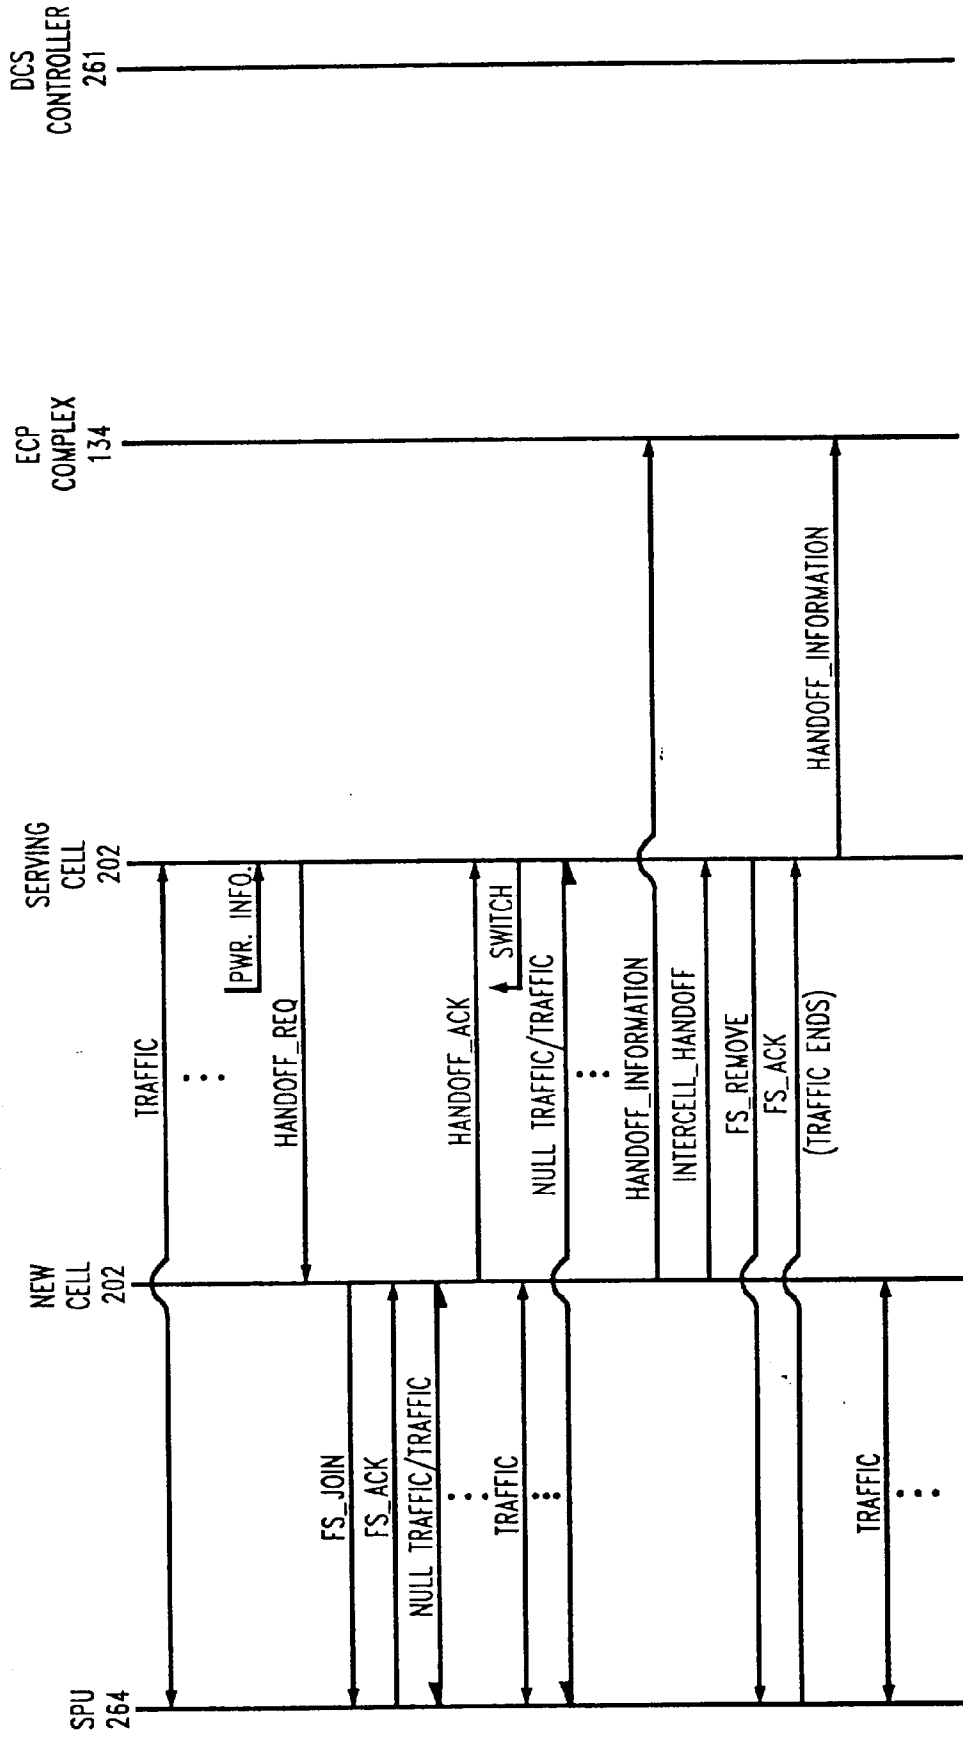 SPU
264
NEW
CELL
202
SERVING
CELL
202
ECP
COMPLEX
134
DCS
CONTROLLER
261
TRAFFIC
PWR. INFO.
HANDOFF_REQ
FS_JOIN
FS_ACK
NULL TRAFFIC/TRAFFIC
HANDOFF_ACK
SWITCH
TRAFFIC
NULL TRAFFIC/TRAFFIC
HANDOFF_INFORMATION
INTERCELL_HANDOFF
FS_REMOVE
FS_ACK
(TRAFFIC ENDS)
HANDOFF_INFORMATION
TRAFFIC